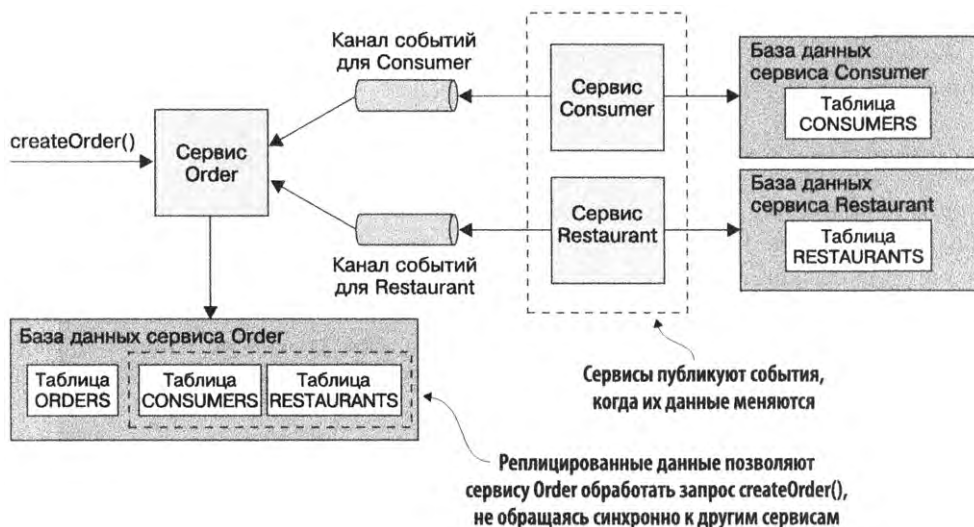 Канал событий
для Consumer
createOrder()
Сервис
Order
Канал событий
для Restaurant
Сервис
Consumer
Сервис
Restaurant
База данных
сервиса Consumer
Таблица
CONSUMERS
База данных
сервиса Restaurant
Таблица
RESTAURANTS
База данных сервиса Order
Таблица
ORDERS
Таблица
CONSUMERS
Таблица
RESTAURANTS
Сервисы публикуют события,
когда их данные меняются
Реплицированные данные позволяют
сервису Order обработать запрос createOrder(),
не обращаясь синхронно к другим сервисам